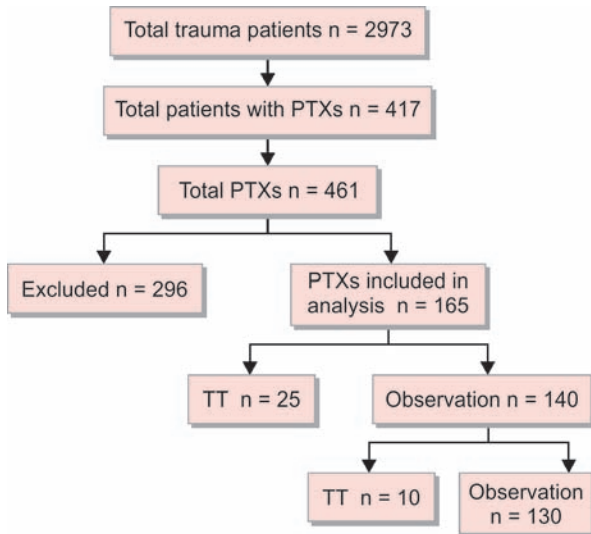 Total trauma patients n = 2973
Total patients with PTXs n = 417
Total PTXs n = 461
Excluded n = 296
PTXs included in
analysis n = 165
TT n = 25
Observation n = 140
TT n = 10
Observation
n = 130